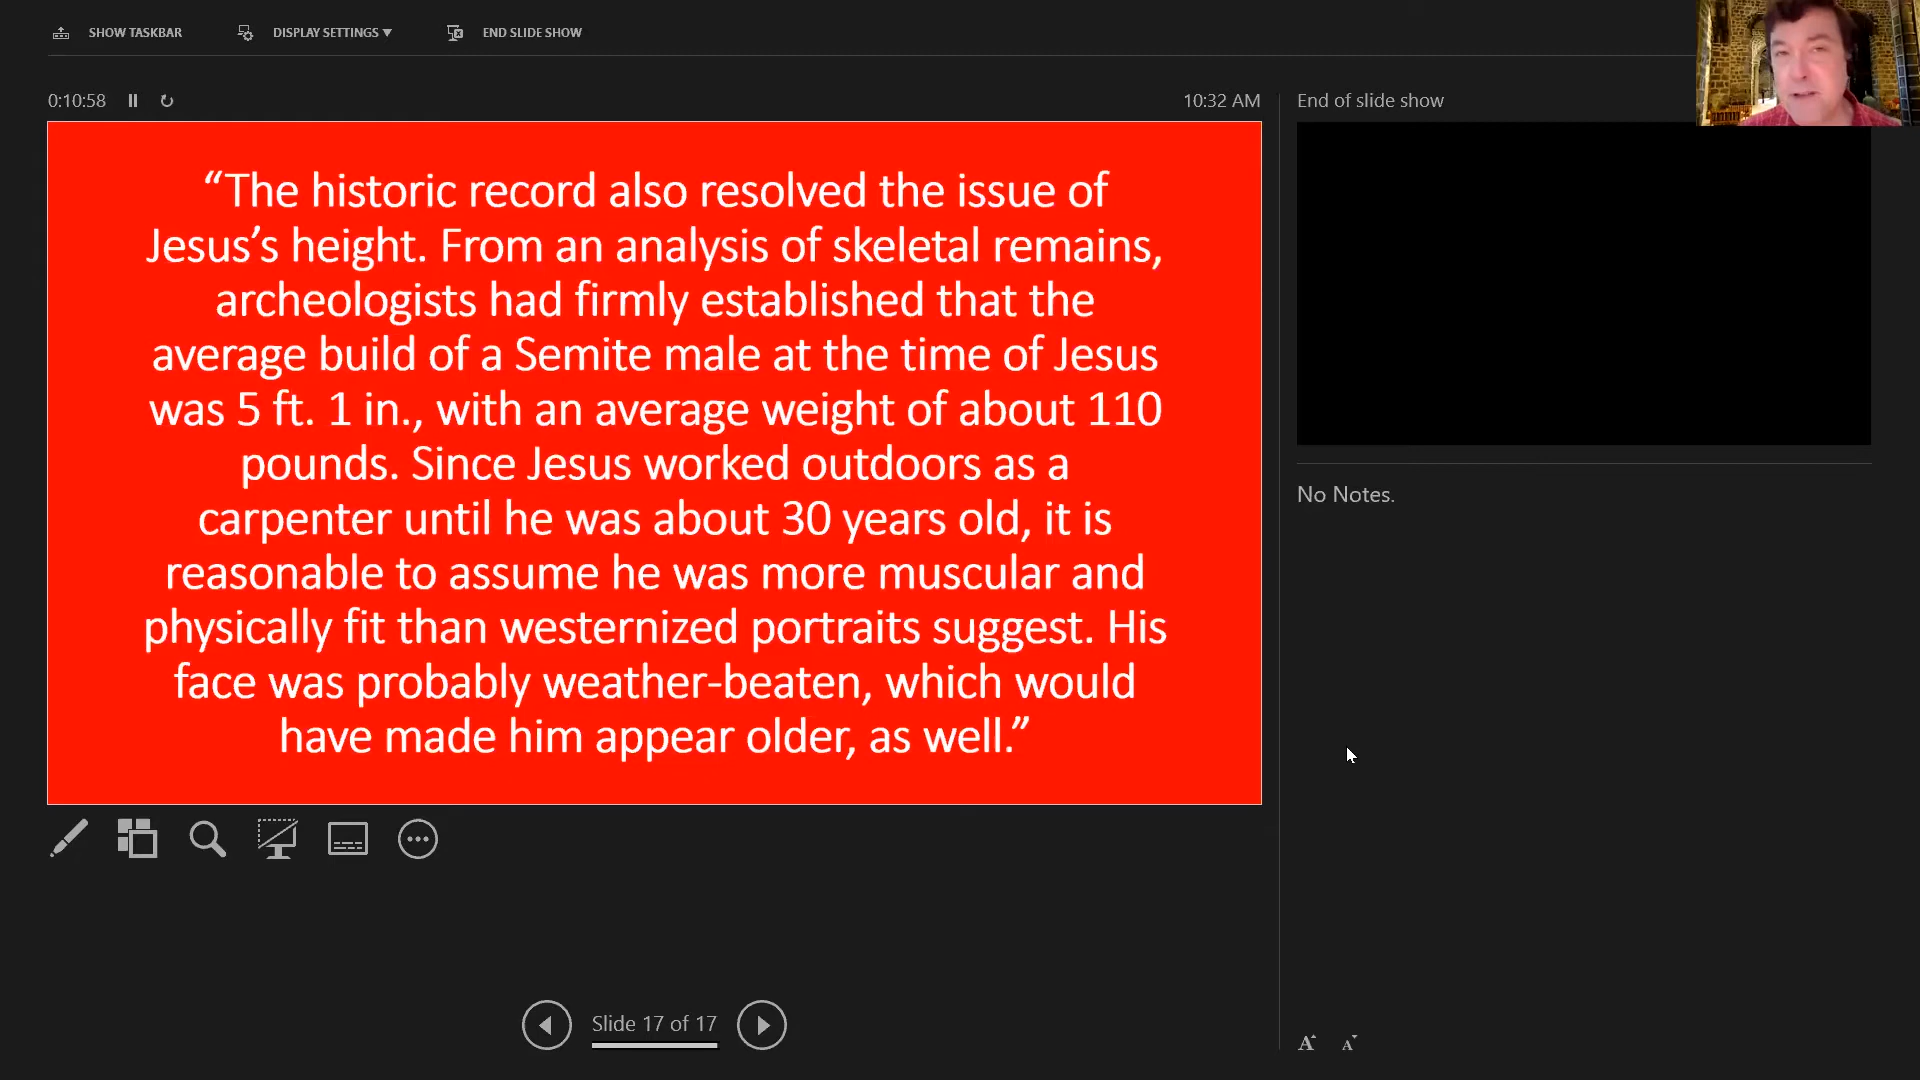 SHOW TASKBAR
DISPLAY SETTINGS ▼
END SLIDE SHOW
0:10:58
10:32 AM
“The historic record also resolved the issue of
Jesus’s height. From an analysis of skeletal remains,
archeologists had firmly established that the
average build of a Semite male at the time of Jesus
was 5 ft. 1 in., with an average weight of about 110
pounds. Since Jesus worked outdoors as a
carpenter until he was about 30 years old, it is
reasonable to assume he was more muscular and
physically fit than westernized portraits suggest. His
face was probably weather-beaten, which would
have made him appear older, as well.”
Slide 17 of 17
End of slide show
No Notes.
A A